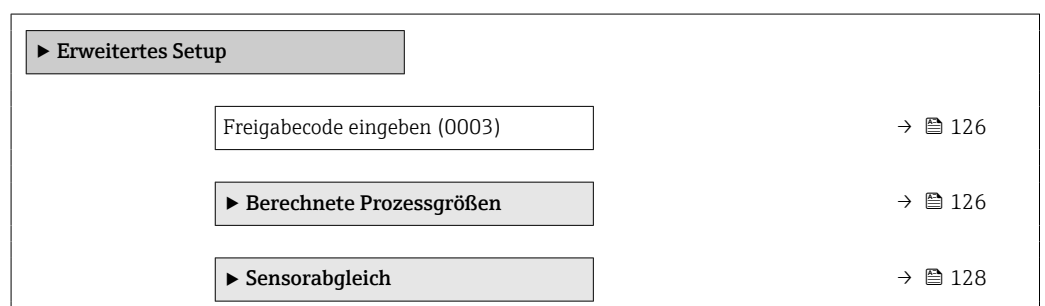 ▶ Erweitertes Setup
Freigabecode eingeben (0003) → 126
▶ Berechnete Prozessgrößen → 126
▶ Sensorabgleich → 128